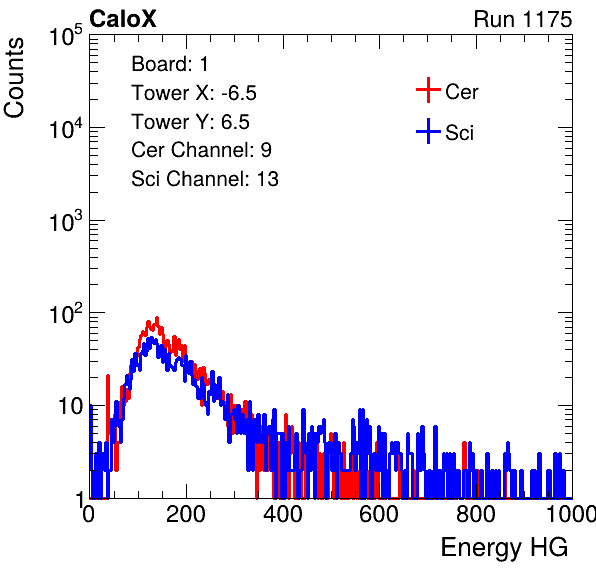 CaloX Run 1175
Counts
10^5
10^4
10^3
10^2
10
1
Board: 1
Tower X: -6.5
Tower Y: 6.5
Cer Channel: 9
Sci Channel: 13
Cer
Sci
0 200 400 600 800 1000
Energy HG